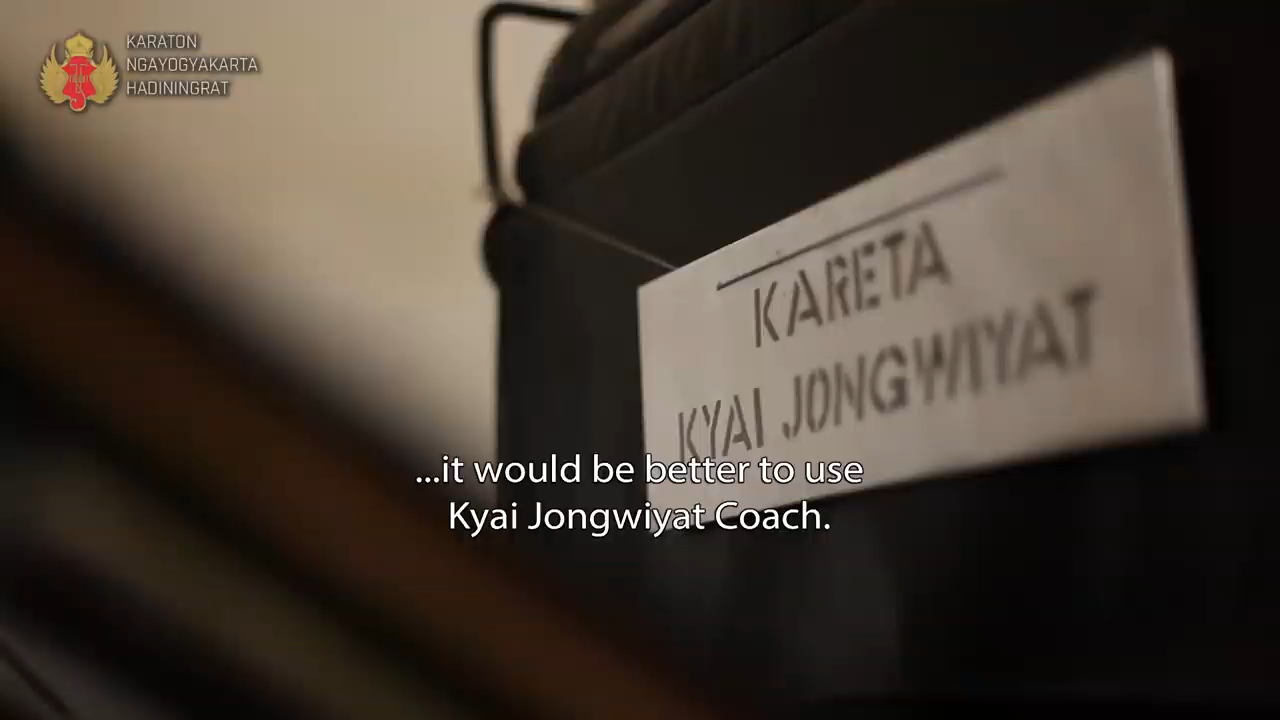 KARATON
NGAYOGYAKARTA
HADININGRAT
KARETA
KYAI JONGWIYAT
...it would be better to use
Kyai Jongwiyat Coach.